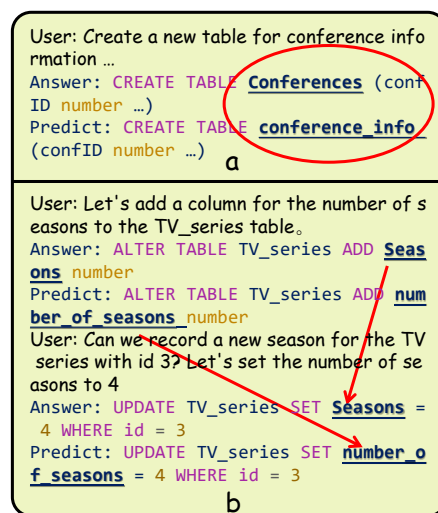 User: Create a new table for conference info
rmation …
Answer: CREATE TABLE Conferences (conf
ID number …)
Predict: CREATE TABLE conference_info_
(confID number …)
a
User: Let's add a column for the number of s
easons to the TV_series table。
Answer: ALTER TABLE TV_series ADD Seas
ons number
Predict: ALTER TABLE TV_series ADD num
ber_of_seasons number
User: Can we record a new season for the TV
series with id 3? Let's set the number of se
asons to 4
Answer: UPDATE TV_series SET Seasons =
4 WHERE id = 3
Predict: UPDATE TV_series SET number_o
f_seasons = 4 WHERE id = 3
b